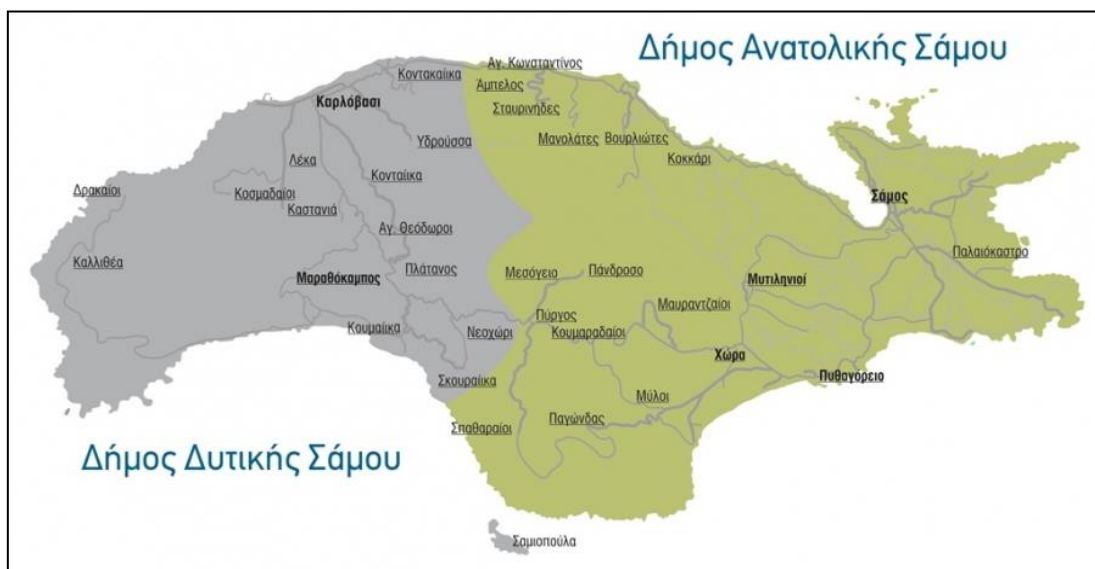 Δήμος Ανατολικής Σάμου
Αγ. Κωνσταντίνος
Κοντακαίικα
Άμπελος
Καρλόβασι
Σταυρινήδες
Υδρούσσα
Μανολάτες
Βουρλιώτες
Κοκκάρι
Λέκα
Κονταίικα
Δρακαίοι
Κοσμαδαίοι
Καστανιά
Σάμος
Αγ. Θεόδωροι
Παλαιόκαστρο
Καλλιθέα
Πλάτανος
Μαραθόκαμπος
Μεσόγειο
Πάνδροσο
Μυτιληνιοί
Μαυραντζαίοι
Πύργος
Κουμαίικα
Νεοχώρι
Κουμαραδαίοι
Χώρα
Πυθαγόρειο
Σκουραίικα
Μύλοι
Παγώνδας
Σπαθαραίοι
Δήμος Δυτικής Σάμου
Σαμιοπούλα